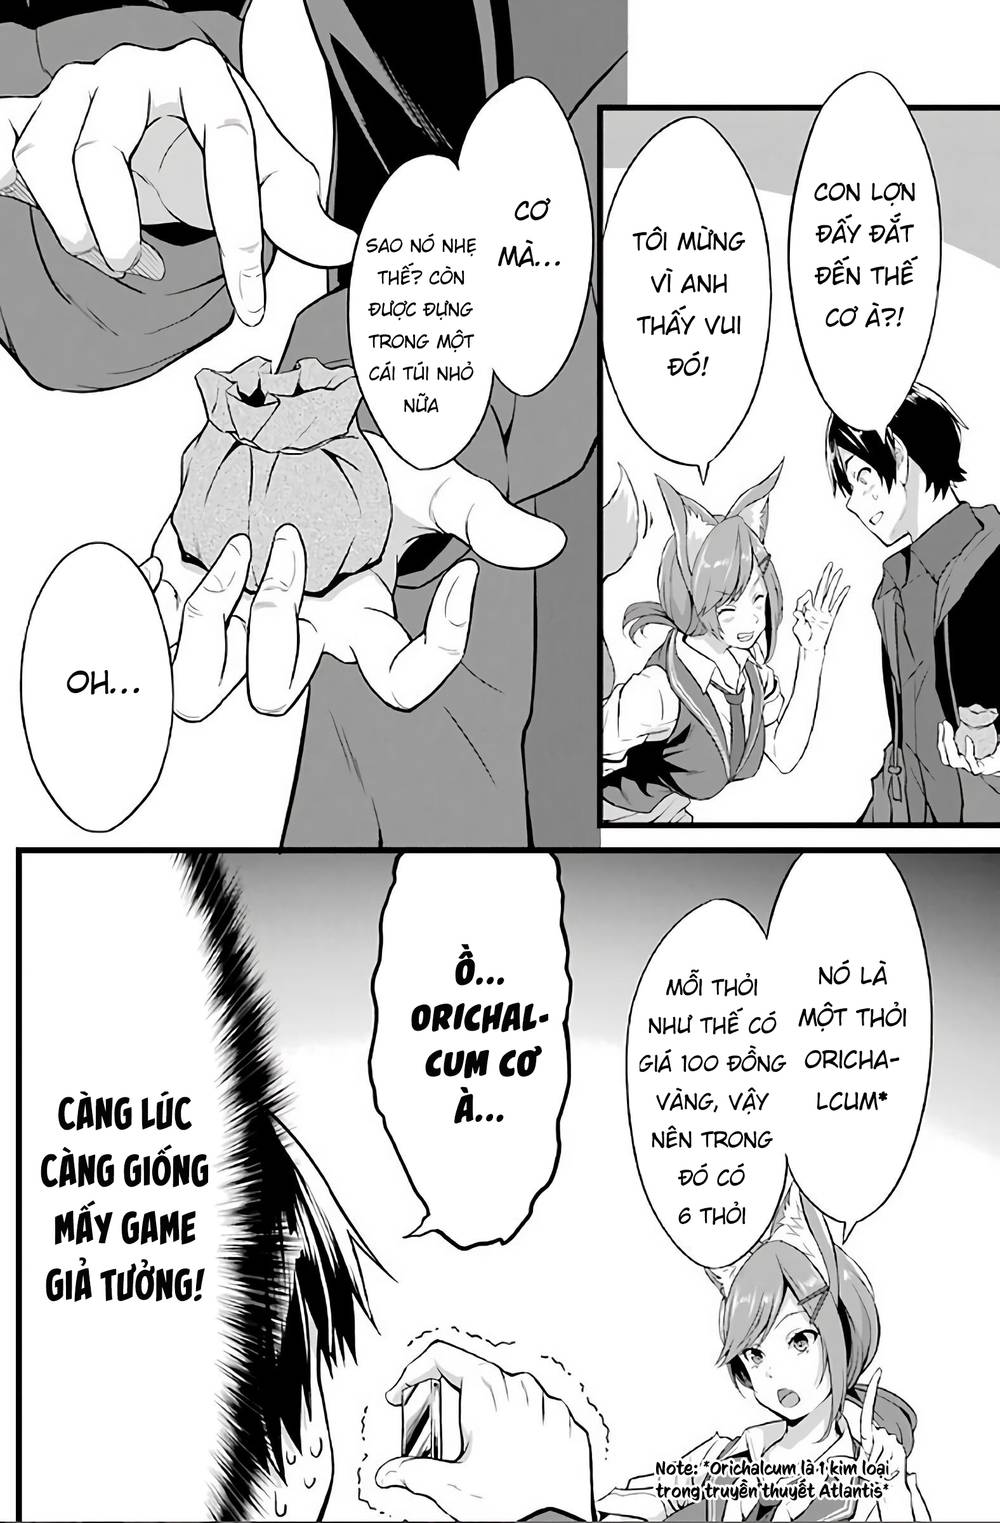 CON LỢN
ĐẤY ĐẮT
ĐẾN THẾ
CƠ À?!
TÔI MỪNG
VÌ ANH
THẤY VUI
ĐÓ!
CƠ
MÀ...
SAO NÓ NHẸ
THẾ? CÒN
ĐƯỢC ĐỰNG
TRONG MỘT
CÁI TÚI NHỎ
NỮA
OH...
NÓ LÀ
MỘT THỎI
ORICHA-
LCUM*
MỖI THỎI
NHƯ THẾ CÓ
GIÁ 100 ĐỒNG
VÀNG, VẬY
NÊN TRONG
ĐÓ CÓ
6 THỎI
Ồ...
ORICHAL-
CUM CƠ
À...
CÀNG LÚC
CÀNG GIỐNG
MẤY GAME
GIẢ TƯỞNG!
Note: *Orichalcum là 1 kim loại
trong truyền thuyết Atlantis*